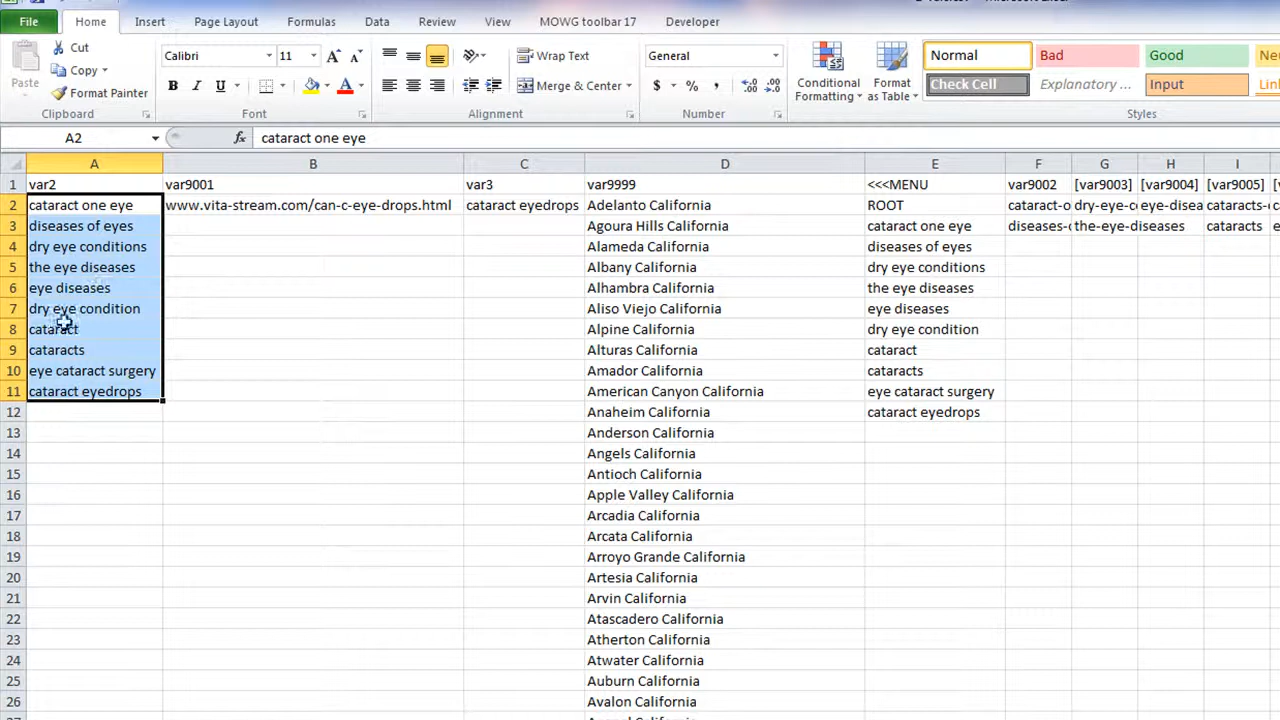 File Home Insert Page Layout Formulas Data Review View MOWG toolbar 17 Developer
Paste Cut Copy Format Painter
Calibri 11 A A
B I U A
Wrap Text
Merge & Center
General
$ % ,
Conditional Formatting
Format as Table
Normal Bad Good
Check Cell Explanatory ... Input
Clipboard Font Alignment Number Styles
A2 fx cataract one eye
A B C D E F G H I
1 var2 var9001 var3 var9999 <<<MENU var9002 [var9003] [var9004] [var9005]
2 cataract one eye www.vita-stream.com/can-c-eye-drops.html cataract eyedrops Adelanto California ROOT
3 diseases of eyes Agoura Hills California cataract one eye the-eye-diseases cataracts
4 dry eye conditions Alameda California diseases of eyes
5 the eye diseases Albany California dry eye conditions
6 eye diseases Alhambra California the eye diseases
7 dry eye condition Aliso Viejo California eye diseases
8 cataract Alpine California dry eye condition
9 cataracts Alturas California cataract
10 eye cataract surgery Amador California cataracts
11 cataract eyedrops American Canyon California eye cataract surgery
12 Anaheim California cataract eyedrops
13 Anderson California
14 Angels California
15 Antioch California
16 Apple Valley California
17 Arcadia California
18 Arcata California
19 Arroyo Grande California
20 Artesia California
21 Arvin California
22 Atascadero California
23 Atherton California
24 Atwater California
25 Auburn California
26 Avalon California